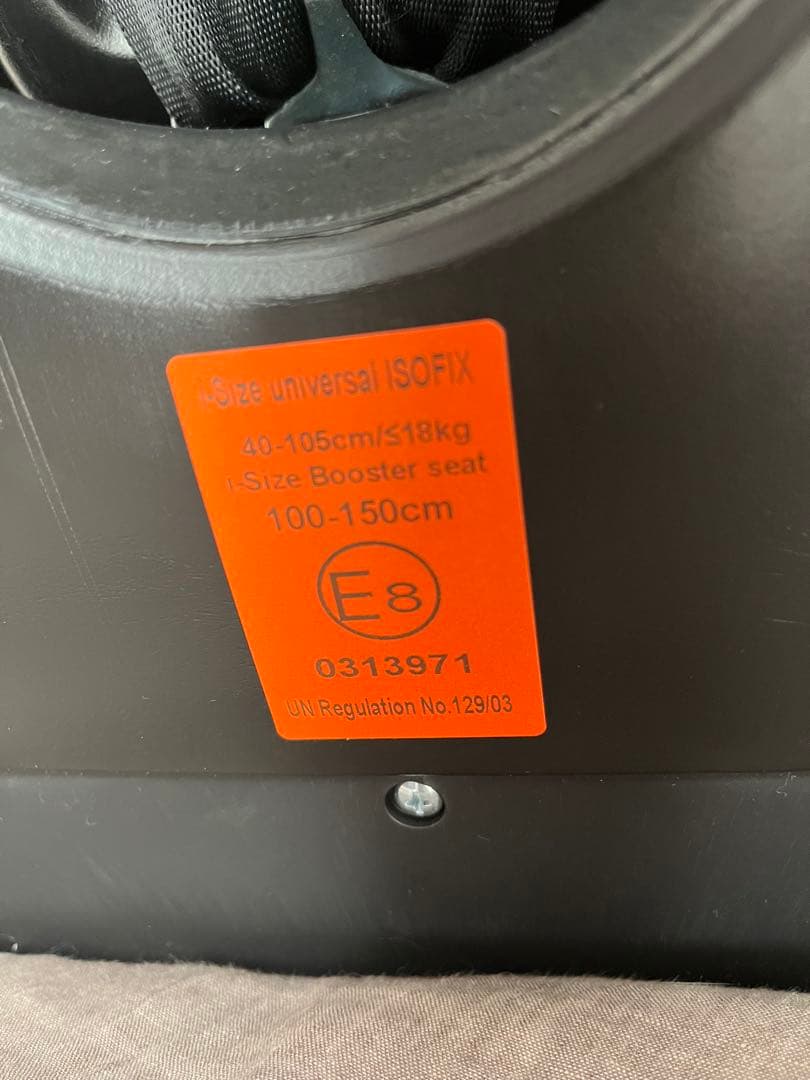 i-Size universal ISOFIX
40-105cm/≤18kg
i-Size Booster seat
100-150cm
E8
0313971
UN Regulation No.129/03